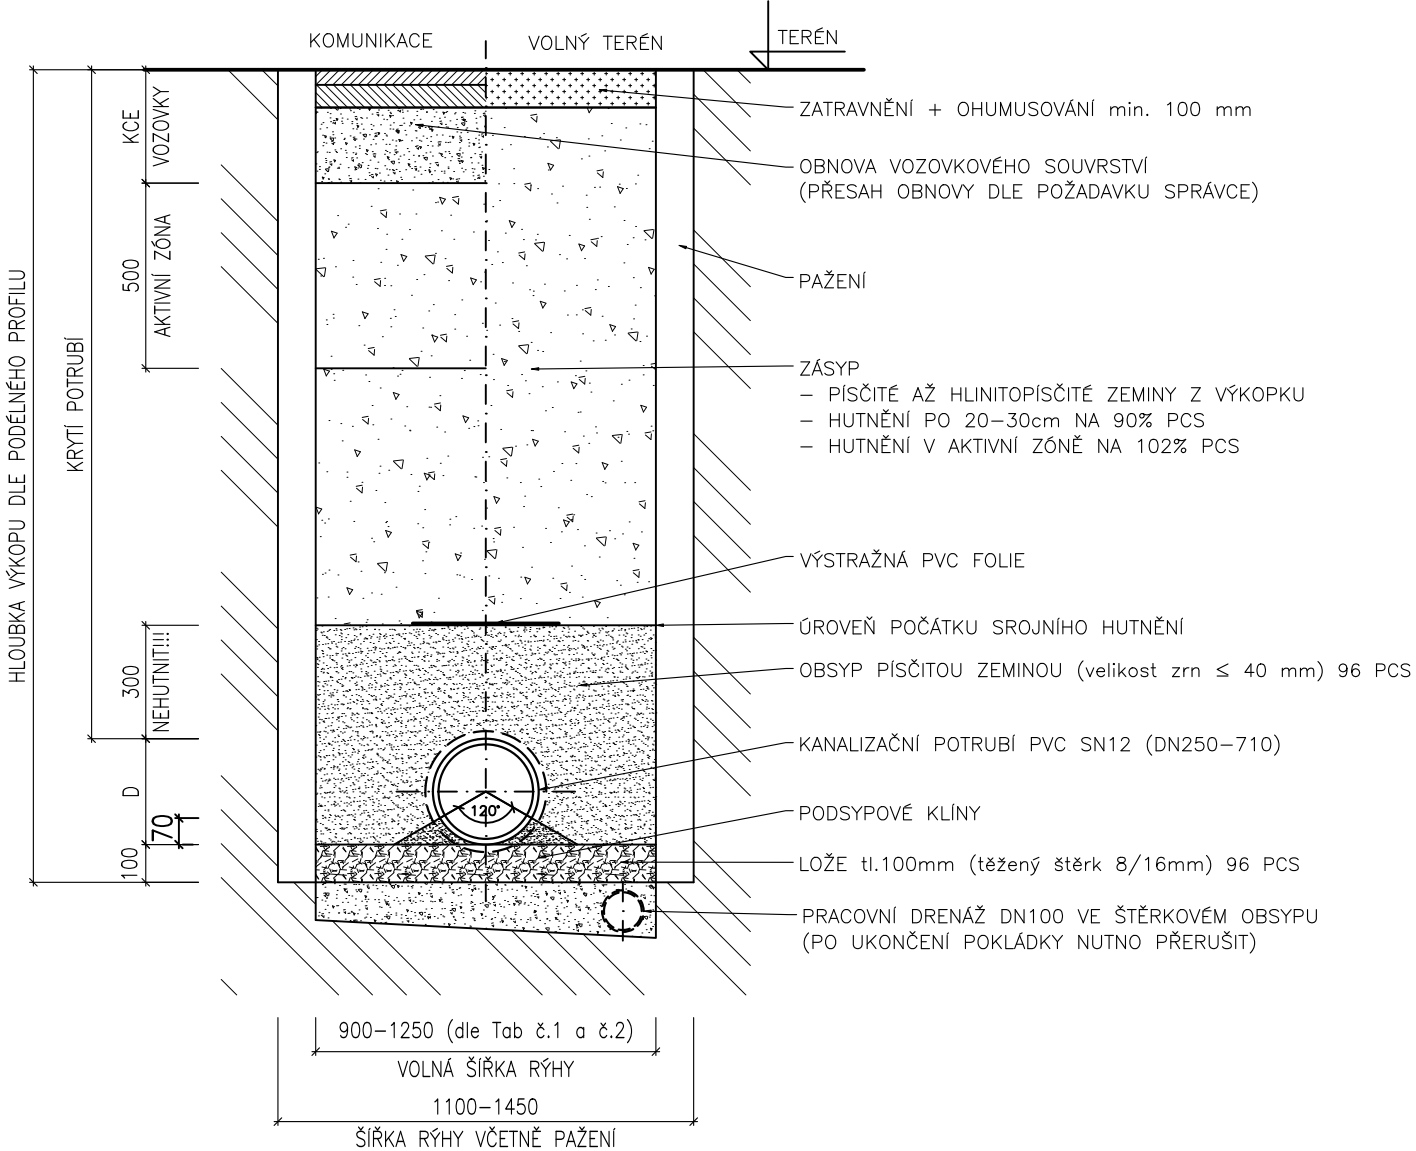 KOMUNIKACE
VOLNÝ TERÉN
TERÉN
ZATRAVNĚNÍ + OHUMUSOVÁNÍ min. 100 mm
OBNOVA VOZOVKOVÉHO SOUVRSTVÍ
(PŘESAH OBNOVY DLE POŽADAVKU SPRÁVCE)
PAŽENÍ
ZÁSYP
– PÍSČITÉ AŽ HLINITOPÍSČITÉ ZEMINY Z VÝKOPKU
– HUTNĚNÍ PO 20–30cm NA 90% PCS
– HUTNĚNÍ V AKTIVNÍ ZÓNĚ NA 102% PCS
VÝSTRAŽNÁ PVC FOLIE
ÚROVEŇ POČÁTKU SROJNÍHO HUTNĚNÍ
OBSYP PÍSČITOU ZEMINOU (velikost zrn ≤ 40 mm) 96 PCS
KANALIZAČNÍ POTRUBÍ PVC SN12 (DN250–710)
PODSYPOVÉ KLÍNY
LOŽE tl.100mm (těžený štěrk 8/16mm) 96 PCS
PRACOVNÍ DRENÁŽ DN100 VE ŠTĚRKOVÉM OBSYPU
(PO UKONČENÍ POKLÁDKY NUTNO PŘERUŠIT)
HLOUBKA VÝKOPU DLE PODÉLNÉHO PROFILU
KRYTÍ POTRUBÍ
KCE
VOZOVKY
500
AKTIVNÍ ZÓNA
300
NEHUTNIT!!!
D
70
100
120°
900–1250 (dle Tab č.1 a č.2)
VOLNÁ ŠÍŘKA RÝHY
1100–1450
ŠÍŘKA RÝHY VČETNĚ PAŽENÍ